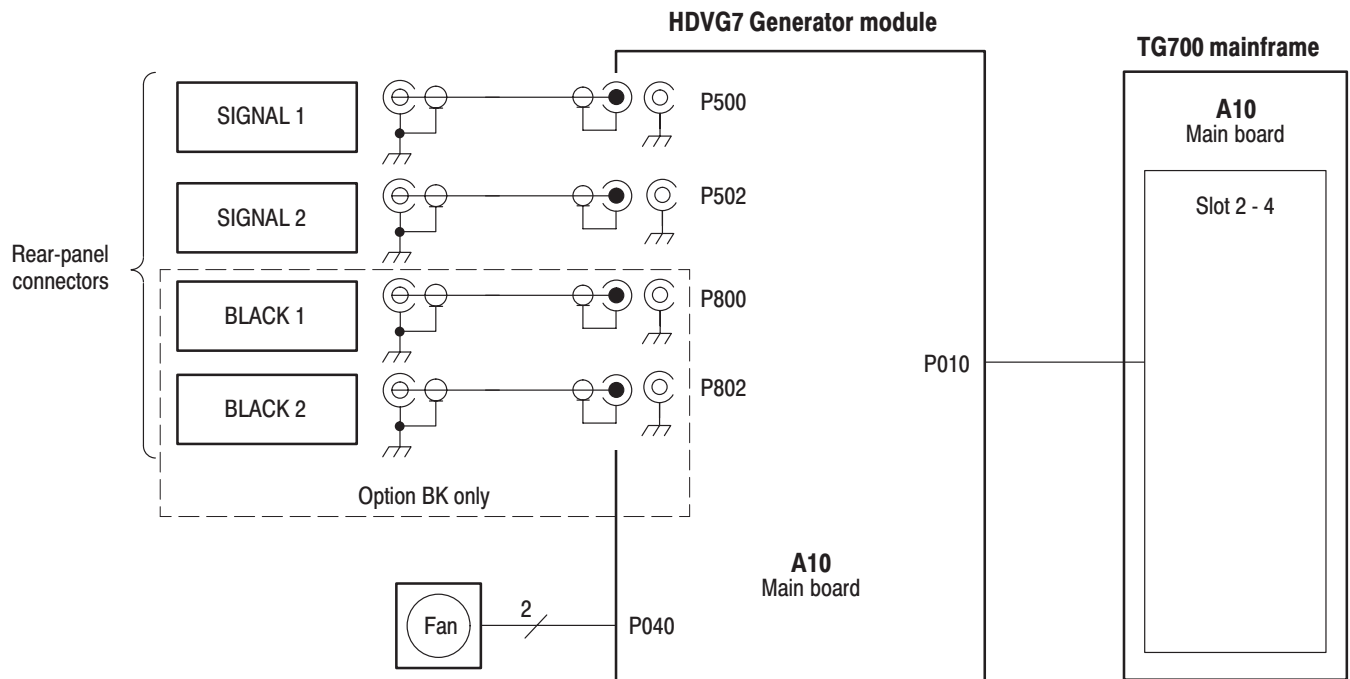 HDVG7 Generator module
TG700 mainframe
SIGNAL 1
P500
A10
Main board
SIGNAL 2
P502
Slot 2 - 4
Rear-panel
connectors
BLACK 1
P800
P010
BLACK 2
P802
Option BK only
A10
Main board
Fan
2
P040